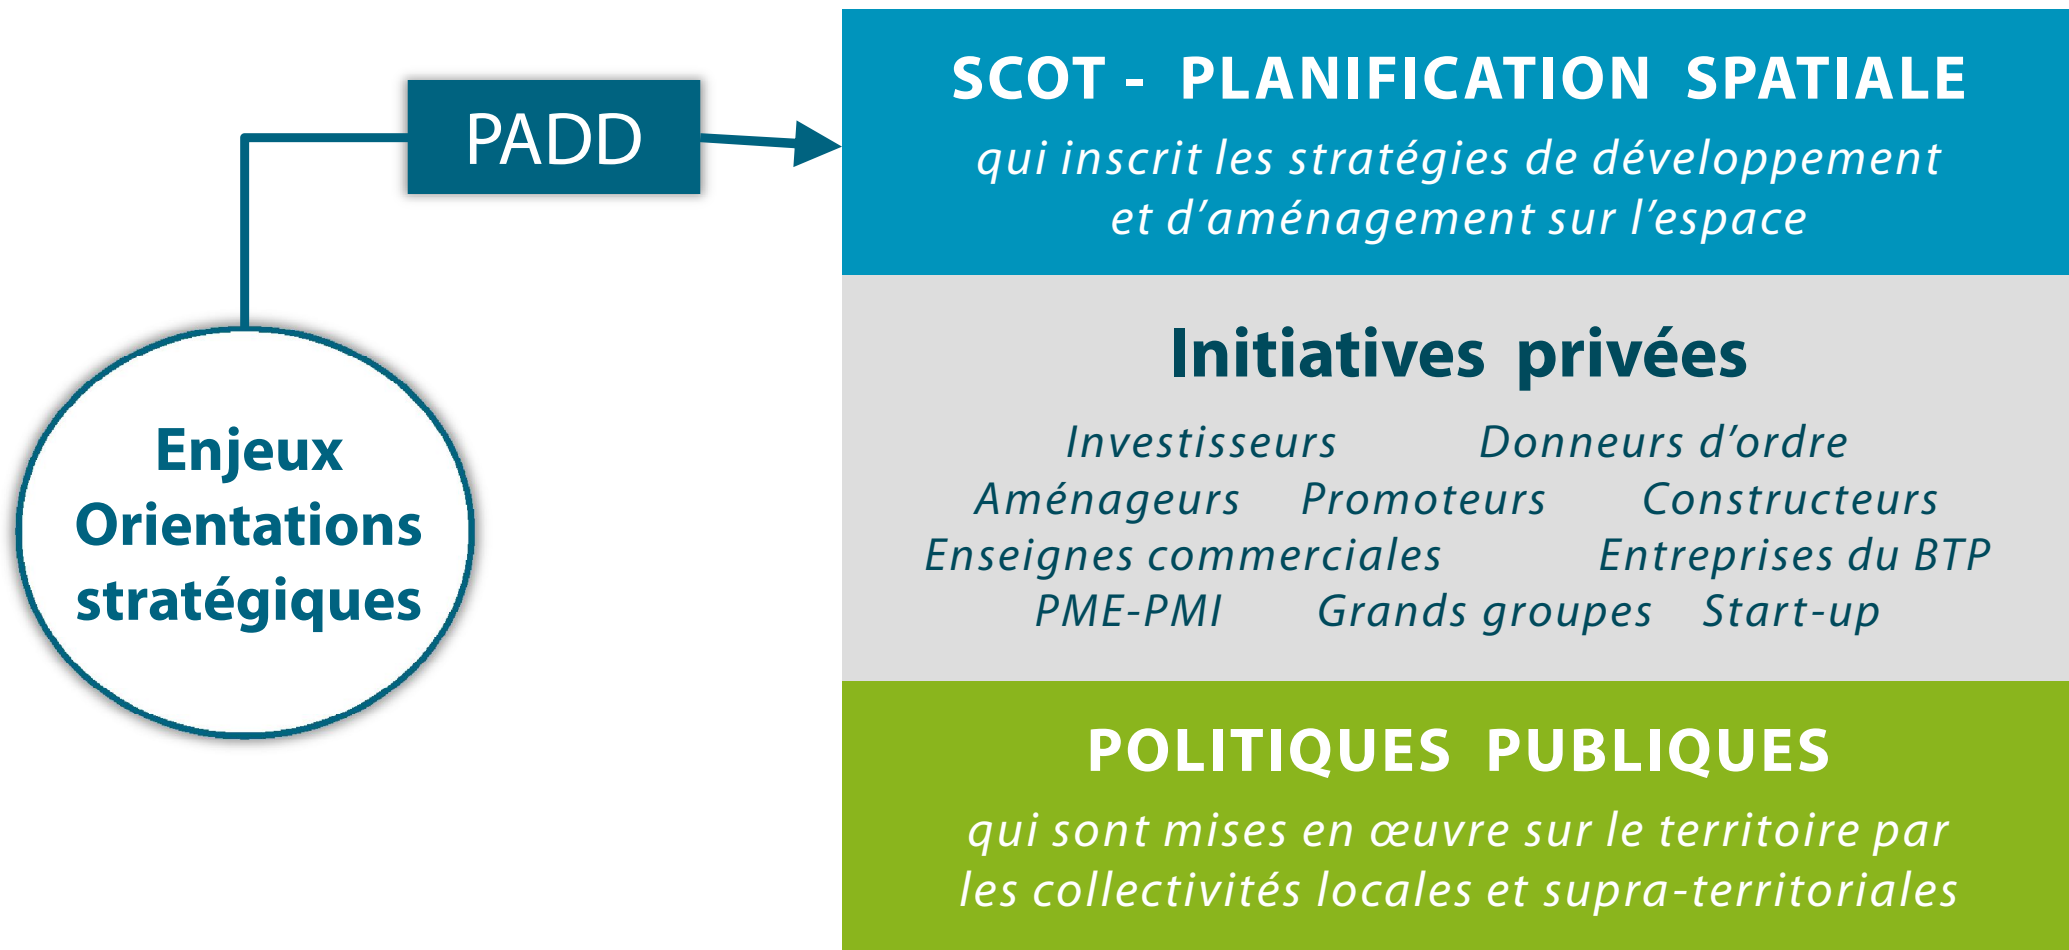 PADD
Enjeux
Orientations
stratégiques
SCOT - PLANIFICATION SPATIALE
qui inscrit les stratégies de développement
et d’aménagement sur l’espace
Initiatives privées
Investisseurs Donneurs d’ordre
Aménageurs Promoteurs Constructeurs
Enseignes commerciales Entreprises du BTP
PME-PMI Grands groupes Start-up
POLITIQUES PUBLIQUES
qui sont mises en œuvre sur le territoire par
les collectivités locales et supra-territoriales